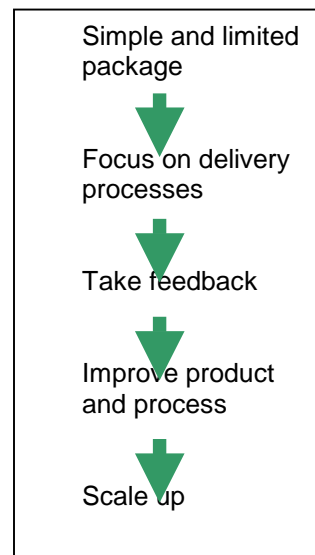 Simple and limited
package
Focus on delivery
processes
Take feedback
Improve product
and process
Scale up